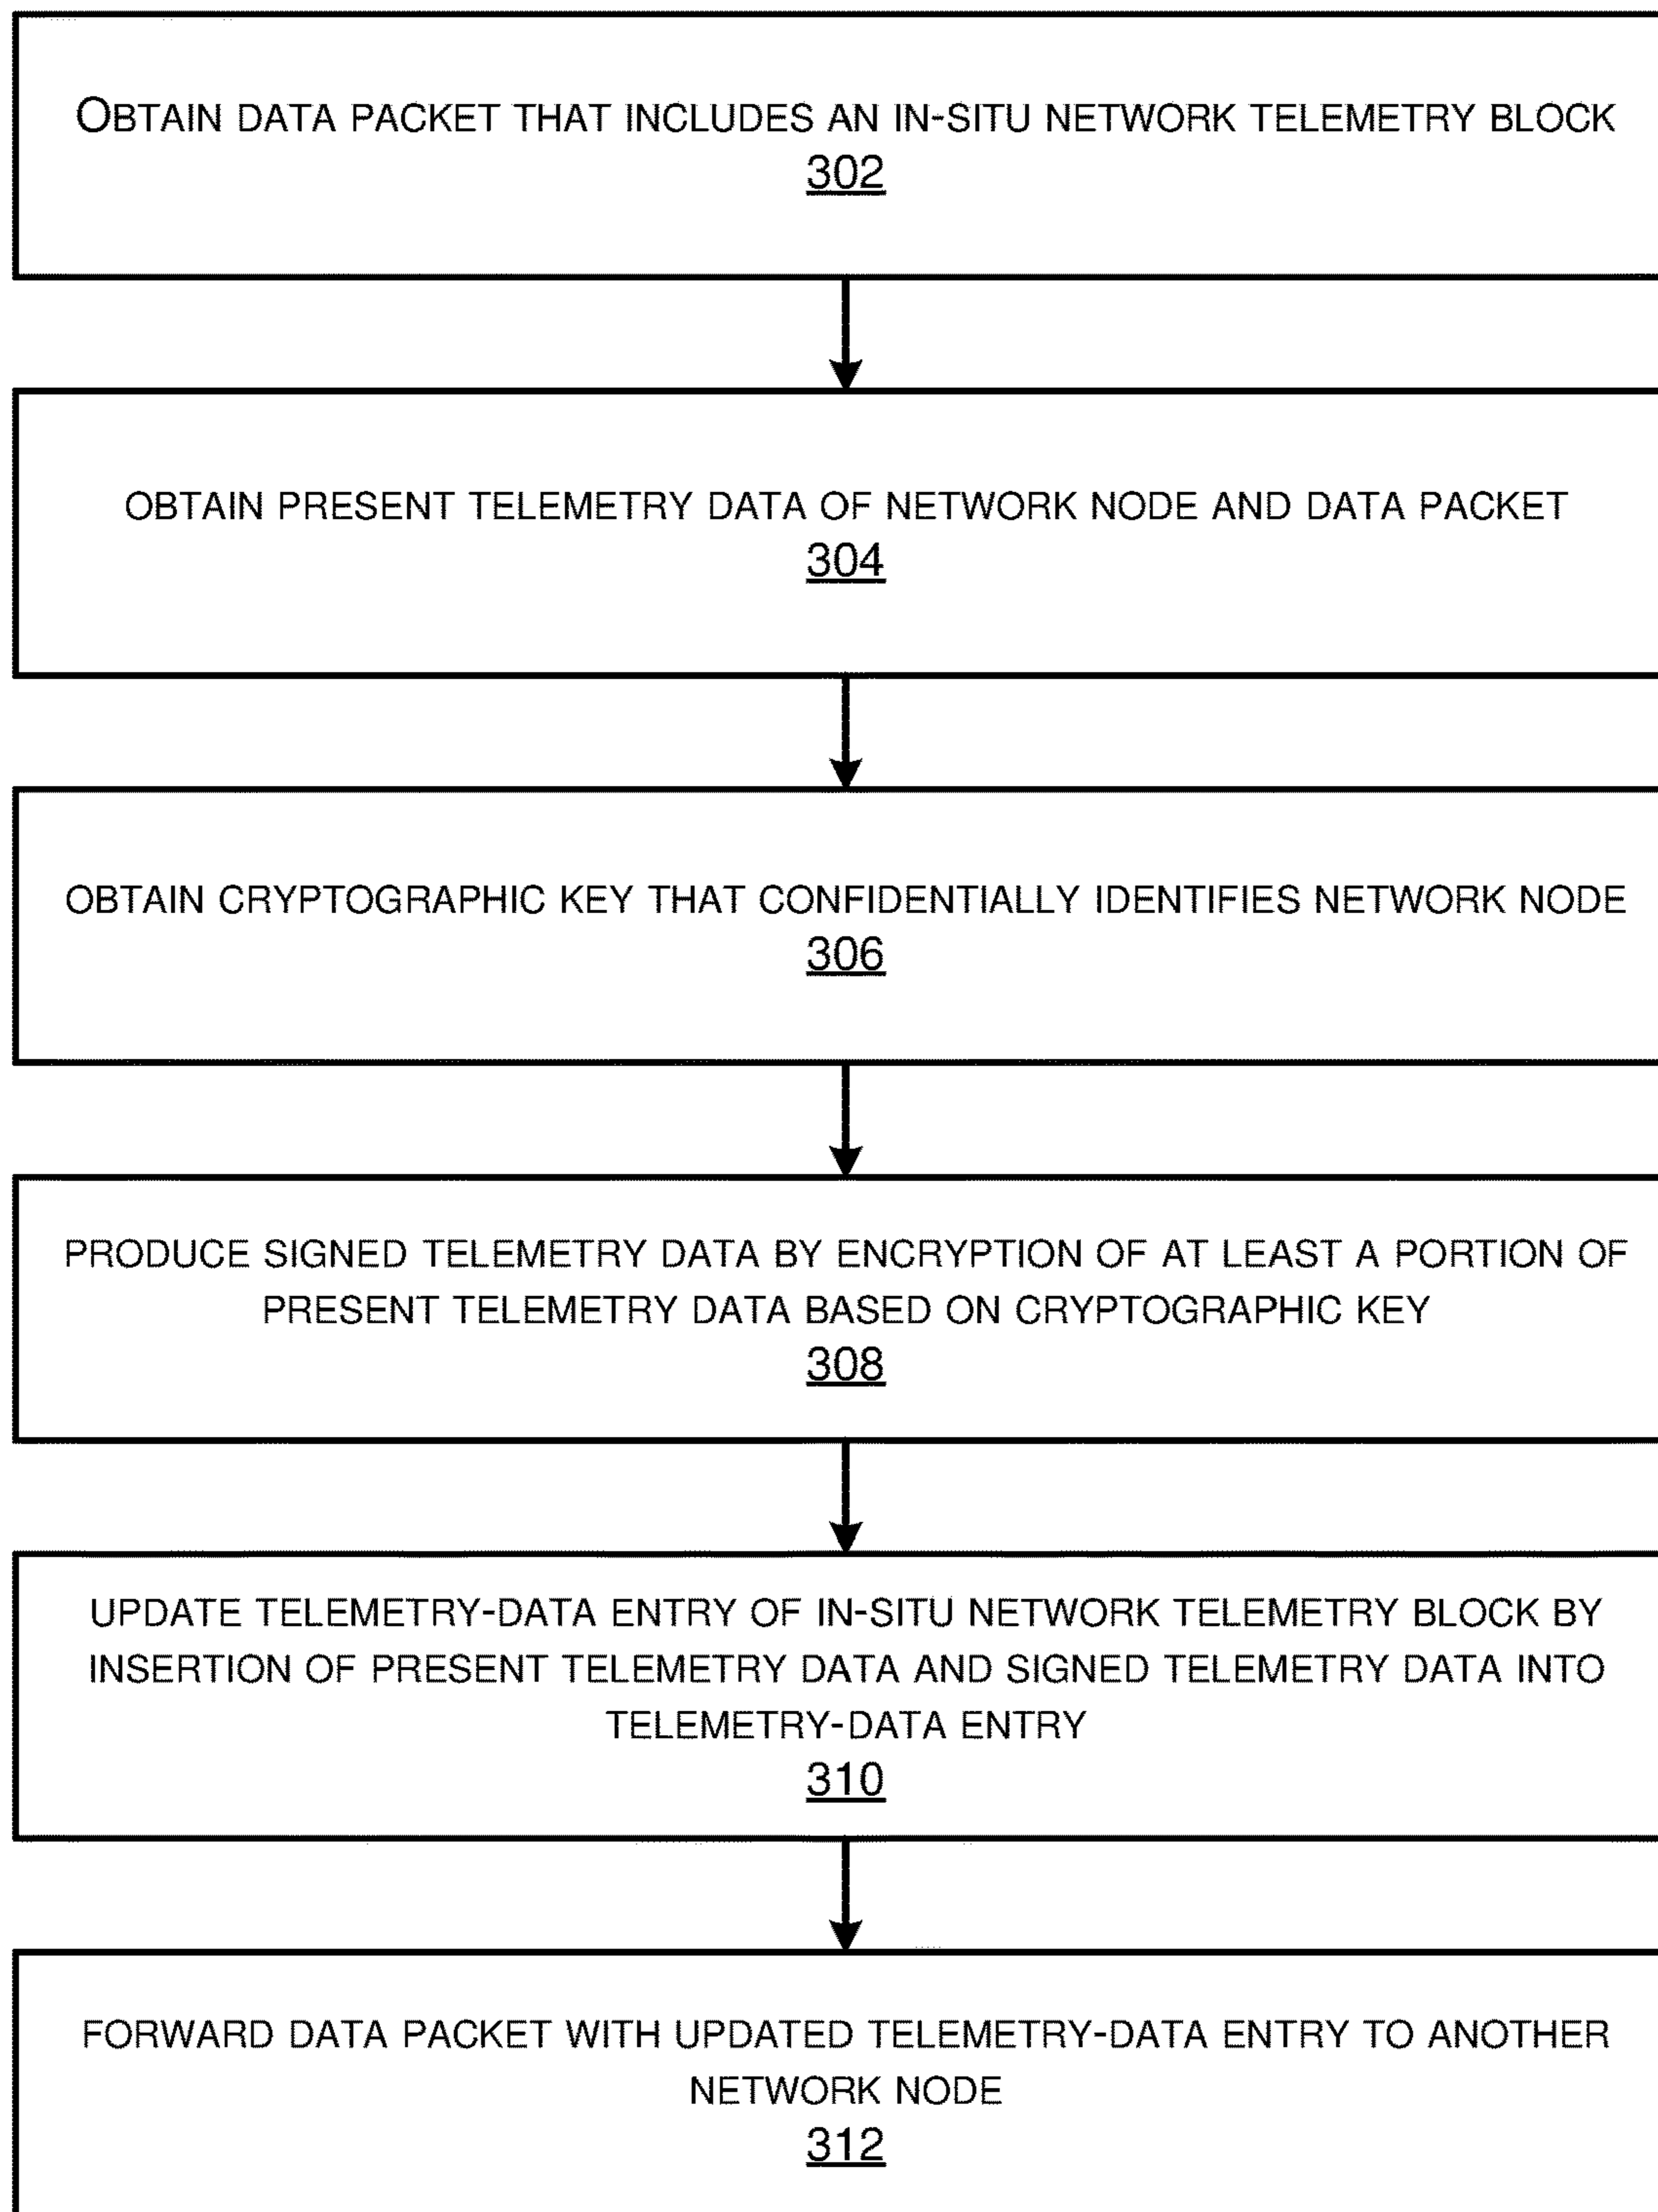 OBTAIN DATA PACKET THAT INCLUDES AN IN-SITU NETWORK TELEMETRY BLOCK
302
OBTAIN PRESENT TELEMETRY DATA OF NETWORK NODE AND DATA PACKET
304
OBTAIN CRYPTOGRAPHIC KEY THAT CONFIDENTIALLY IDENTIFIES NETWORK NODE
306
PRODUCE SIGNED TELEMETRY DATA BY ENCRYPTION OF AT LEAST A PORTION OF
PRESENT TELEMETRY DATA BASED ON CRYPTOGRAPHIC KEY
308
UPDATE TELEMETRY-DATA ENTRY OF IN-SITU NETWORK TELEMETRY BLOCK BY
INSERTION OF PRESENT TELEMETRY DATA AND SIGNED TELEMETRY DATA INTO
TELEMETRY-DATA ENTRY
310
FORWARD DATA PACKET WITH UPDATED TELEMETRY-DATA ENTRY TO ANOTHER
NETWORK NODE
312